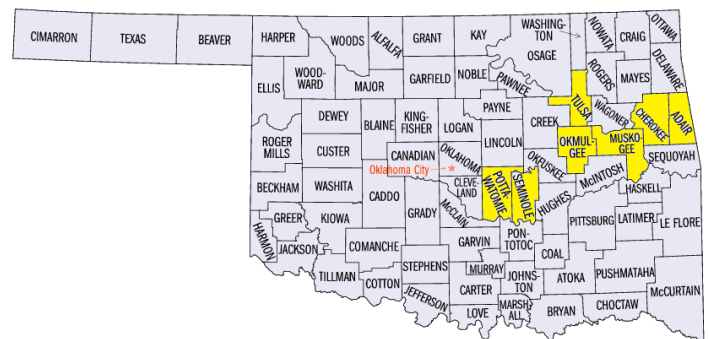 CIMARRON
TEXAS
BEAVER
HARPER
WOODS
ALFALFA
GRANT
KAY
WASHING-
TON
OSAGE
NOWATA
CRAIG
OTTAWA
ELLIS
WOOD-
WARD
MAJOR
GARFIELD
NOBLE
PAWNEE
ROGERS
MAYES
DELAWARE
TULSA
WAGONER
CHEROKEE
ADAIR
ROGER
MILLS
DEWEY
CUSTER
BLAINE
KING-
FISHER
LOGAN
PAYNE
CREEK
LINCOLN
OKMUL-
GEE
MUSKO-
GEE
SEQUOYAH
CANADIAN
OKLAHOMA
Oklahoma City
*
OKFUSKEE
McINTOSH
HASKELL
BECKHAM
WASHITA
CADDO
CLEVE-
LAND
POTTA
WATOMIE
SEMINOLE
HUGHES
PITTSBURG
LATIMER
LE FLORE
GREER
KIOWA
GRADY
McCLAIN
HARMON
JACKSON
COMANCHE
GARVIN
PON-
TOTOC
COAL
TILLMAN
COTTON
STEPHENS
MURRAY
JOHNS-
TON
ATOKA
PUSHMATAHA
McCURTAIN
JEFFERSON
CARTER
LOVE
MARSH-
ALL
BRYAN
CHOCTAW